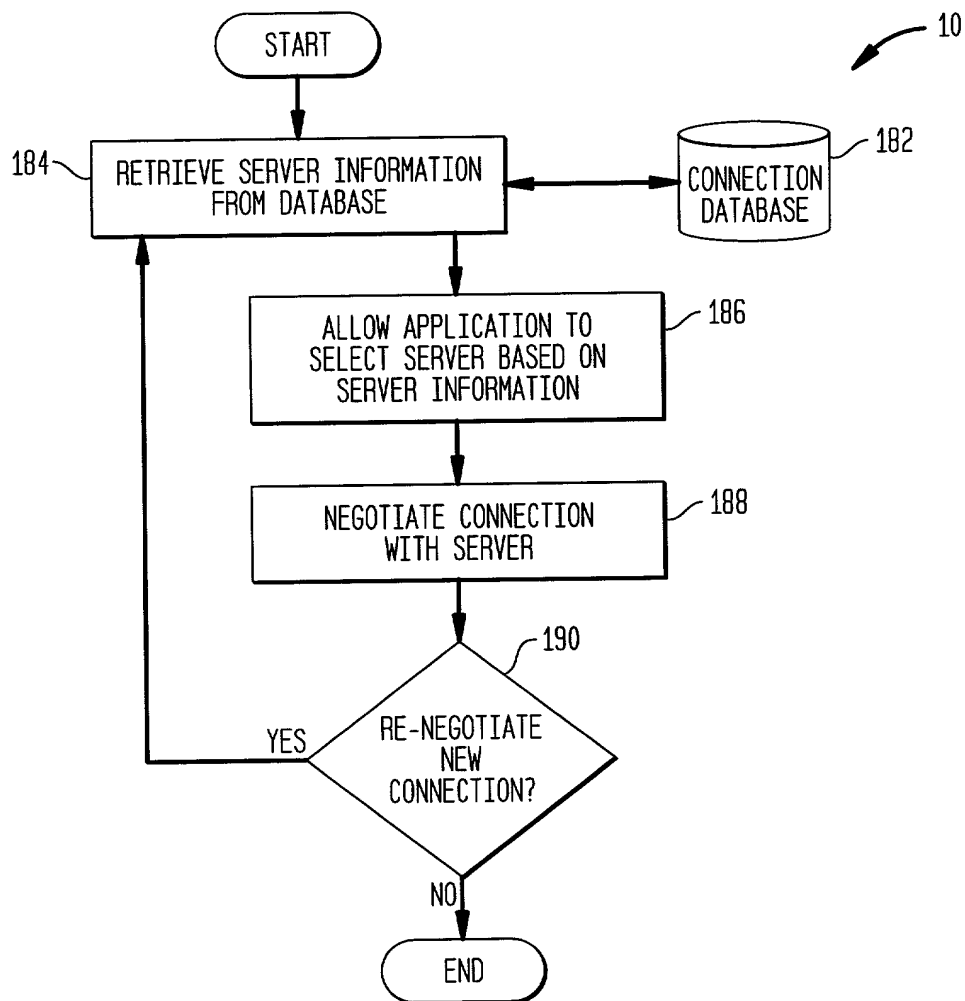 START
10
184
RETRIEVE SERVER INFORMATION
FROM DATABASE
182
CONNECTION
DATABASE
186
ALLOW APPLICATION TO
SELECT SERVER BASED ON
SERVER INFORMATION
188
NEGOTIATE CONNECTION
WITH SERVER
190
RE-NEGOTIATE
NEW
CONNECTION?
YES
NO
END